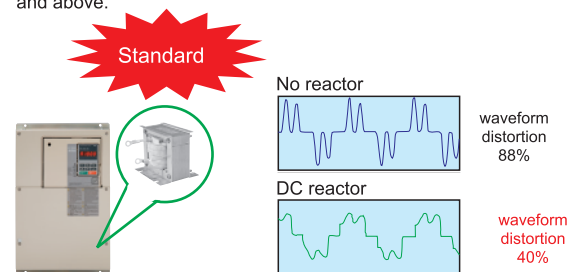 and above.
Standard
No reactor
waveform
distortion
88%
DC reactor
waveform
distortion
40%